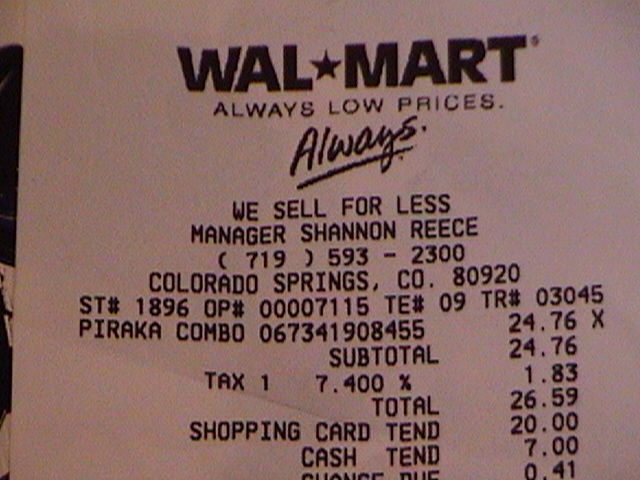 WAL★MART®
ALWAYS LOW PRICES.
Always.
WE SELL FOR LESS
MANAGER SHANNON REECE
( 719 ) 593 - 2300
COLORADO SPRINGS, CO. 80920
ST# 1896 OP# 00007115 TE# 09 TR# 03045
PIRAKA COMBO 067341908455 24.76 X
SUBTOTAL 24.76
TAX 1 7.400 % 1.83
TOTAL 26.59
SHOPPING CARD TEND 20.00
CASH TEND 7.00
CHANGE DUE 0.41